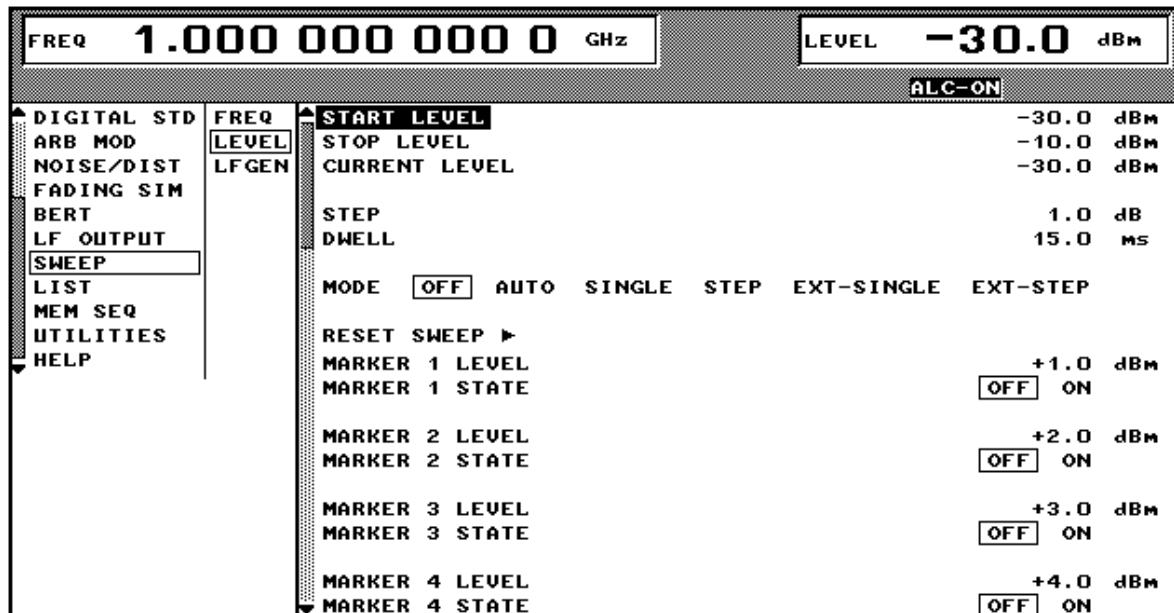 FREQ 1.000 000 000 0 GHz LEVEL -30.0 dBm
ALC-ON
DIGITAL STD FREQ START LEVEL -30.0 dBm
ARB MOD LEVEL STOP LEVEL -10.0 dBm
NOISE/DIST LFGEN CURRENT LEVEL -30.0 dBm
FADING SIM
BERT STEP 1.0 dB
LF OUTPUT DWELL 15.0 ms
SWEEP
LIST MODE OFF AUTO SINGLE STEP EXT-SINGLE EXT-STEP
MEM SEQ
UTILITIES RESET SWEEP ►
HELP MARKER 1 LEVEL +1.0 dBm
MARKER 1 STATE OFF ON
MARKER 2 LEVEL +2.0 dBm
MARKER 2 STATE OFF ON
MARKER 3 LEVEL +3.0 dBm
MARKER 3 STATE OFF ON
MARKER 4 LEVEL +4.0 dBm
MARKER 4 STATE OFF ON